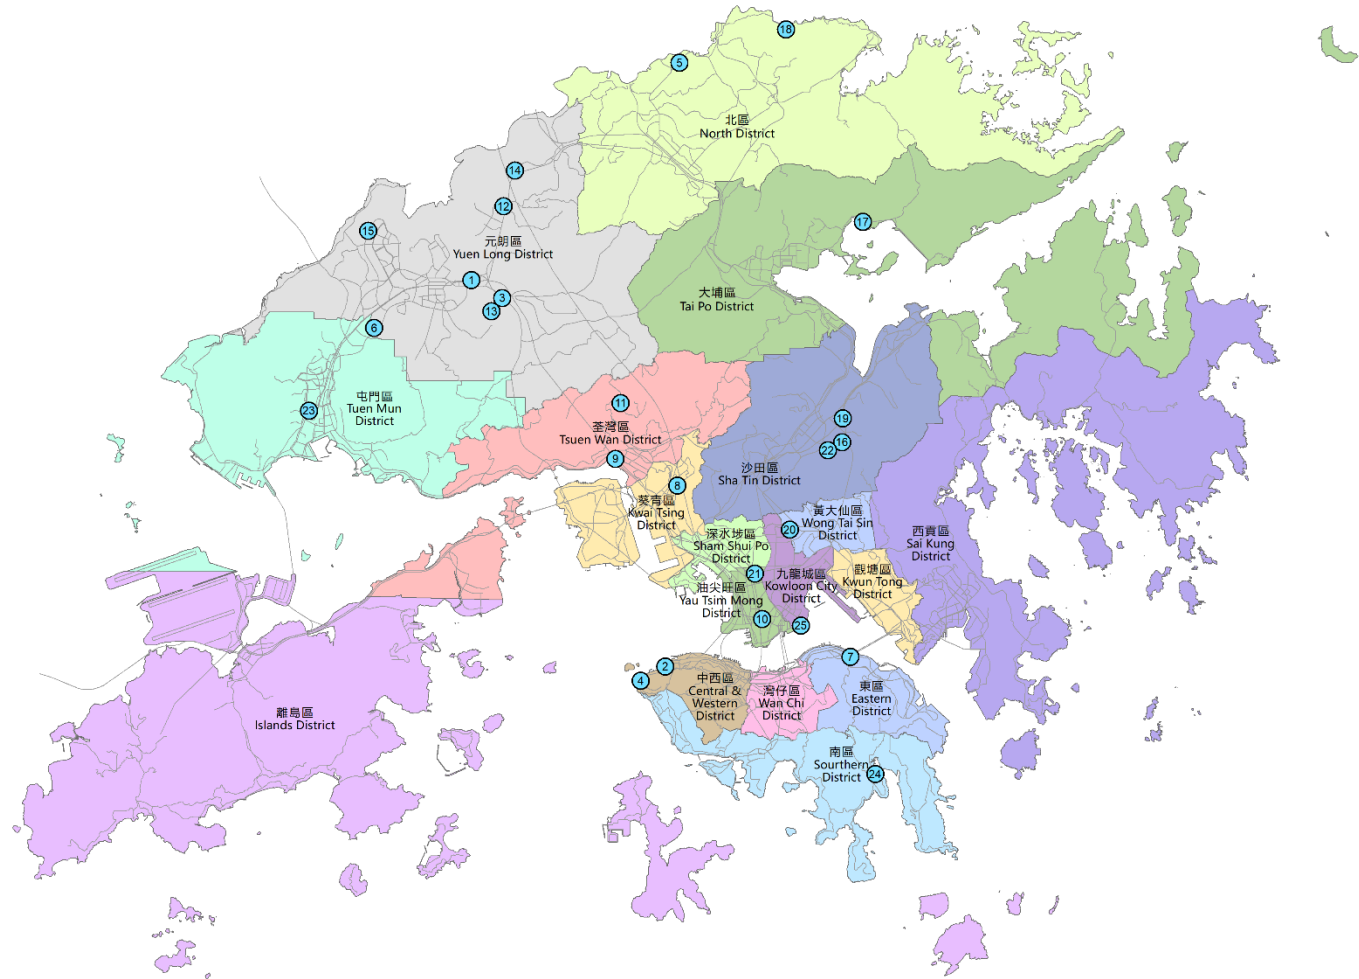 18
5
北區
North District
14
12
17
15
元朗區
Yuen Long District
1
3
13
大埔區
Tai Po District
6
屯門區
Tuen Mun
District
23
11
荃灣區
Tsuen Wan District
9
19
16
22
沙田區
Sha Tin District
8
葵青區
Kwai Tsing
District
黃大仙區
Wong Tai Sin
District
20
西貢區
Sai Kung
District
深水埗區
Sham Shui Po
District
21
九龍城區
Kowloon City
District
觀塘區
Kwun Tong
District
油尖旺區
Yau Tsim Mong
District
10
25
7
2
4
中西區
Central &
Western
District
灣仔區
Wan Chi
District
東區
Eastern
District
離島區
Islands District
南區
Sourthern
District
24